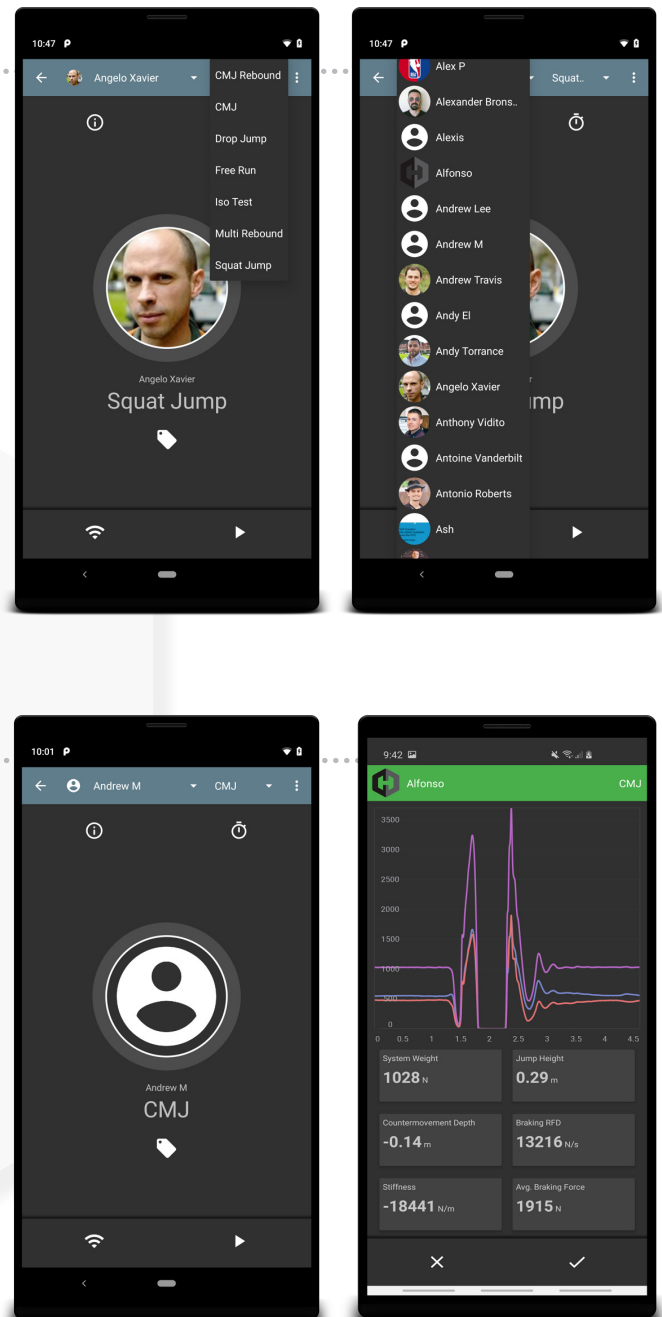 10:47
Angelo Xavier
CMJ Rebound
CMJ
Drop Jump
Free Run
Iso Test
Multi Rebound
Squat Jump
Angelo Xavier
Squat Jump
10:47
Squat..
Alex P
Alexander Brons..
Alexis
Alfonso
Andrew Lee
Andrew M
Andrew Travis
Andy El
Andy Torrance
Angelo Xavier
Anthony Vidito
Antoine Vanderbilt
Antonio Roberts
Ash
mp
10:01
Andrew M
CMJ
Andrew M
CMJ
9:42
Alfonso
CMJ
3500
3000
2500
2000
1500
1000
500
0
0 0.5 1 1.5 2 2.5 3 3.5 4 4.5
System Weight
1028 N
Jump Height
0.29 m
Countermovement Depth
-0.14 m
Braking RFD
13216 N/s
Stiffness
-18441 N/m
Avg. Braking Force
1915 N